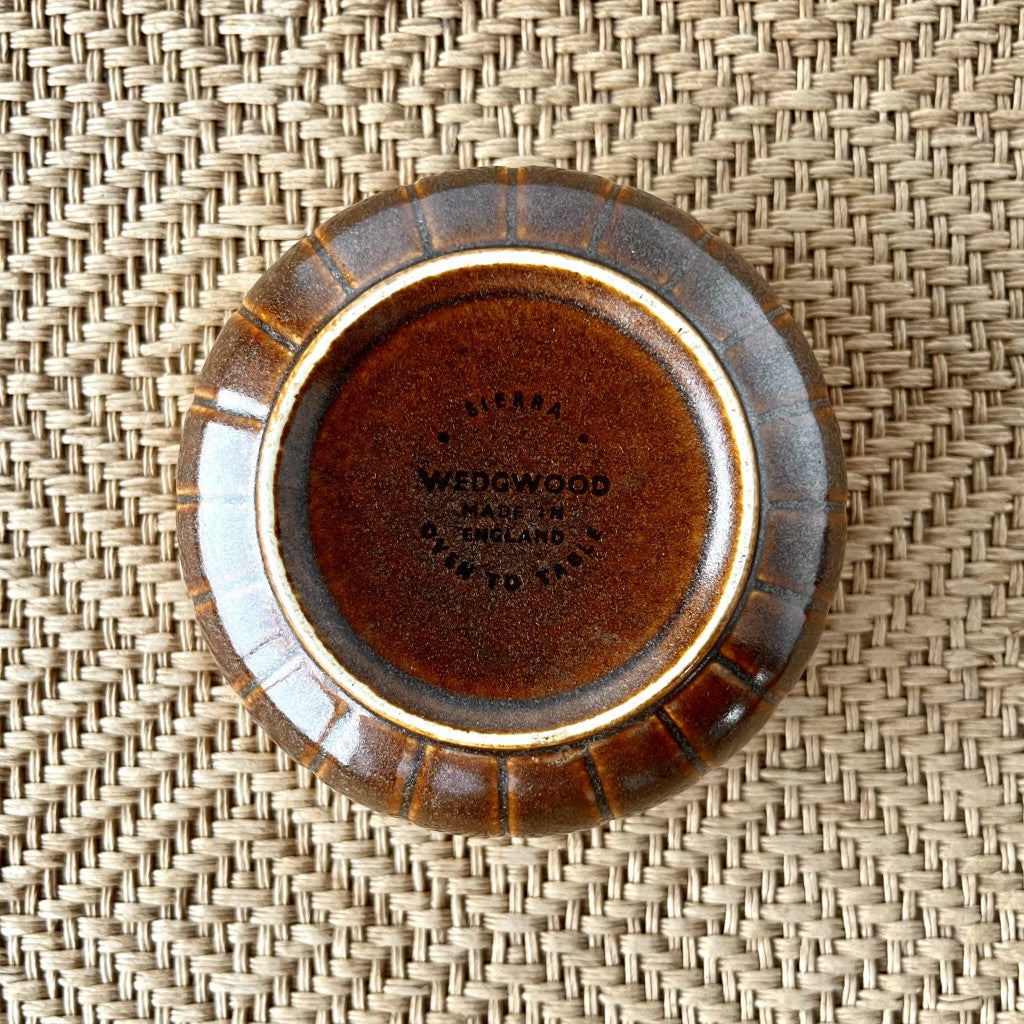 SIERRA
WEDGWOOD
MADE IN
ENGLAND
OVEN TO TABLE